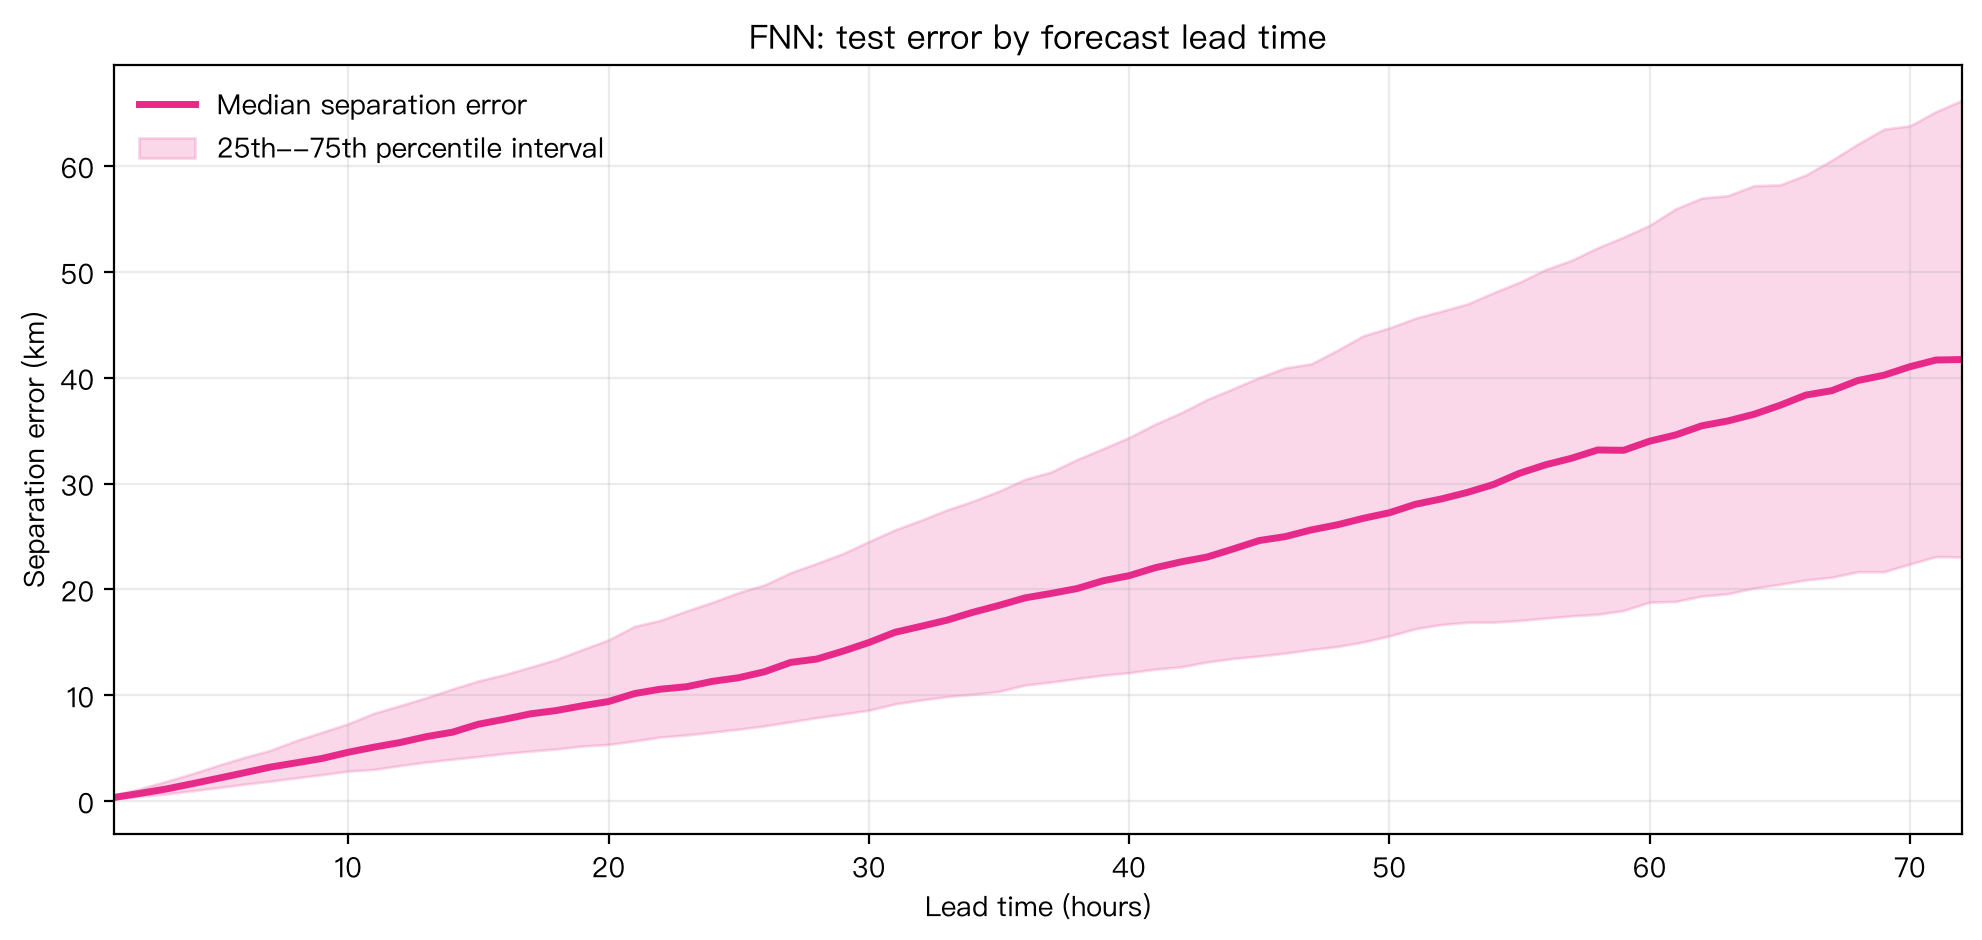 FNN: test error by forecast lead time
Median separation error
25th––75th percentile interval
Separation error (km)
60
50
40
30
20
10
0
10 20 30 40 50 60 70
Lead time (hours)